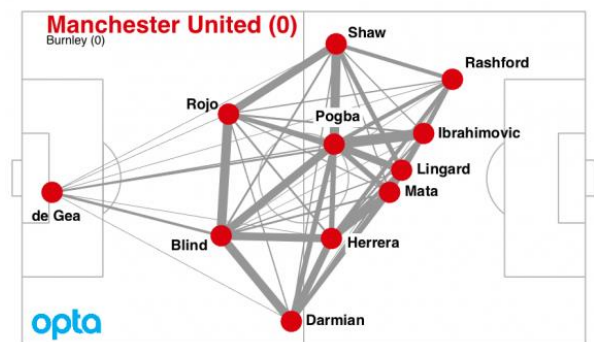 Manchester United (0)
Burnley (0)
Shaw
Rashford
Rojo
Pogba
Ibrahimovic
Lingard
Mata
de Gea
Blind
Herrera
Darmian
opta